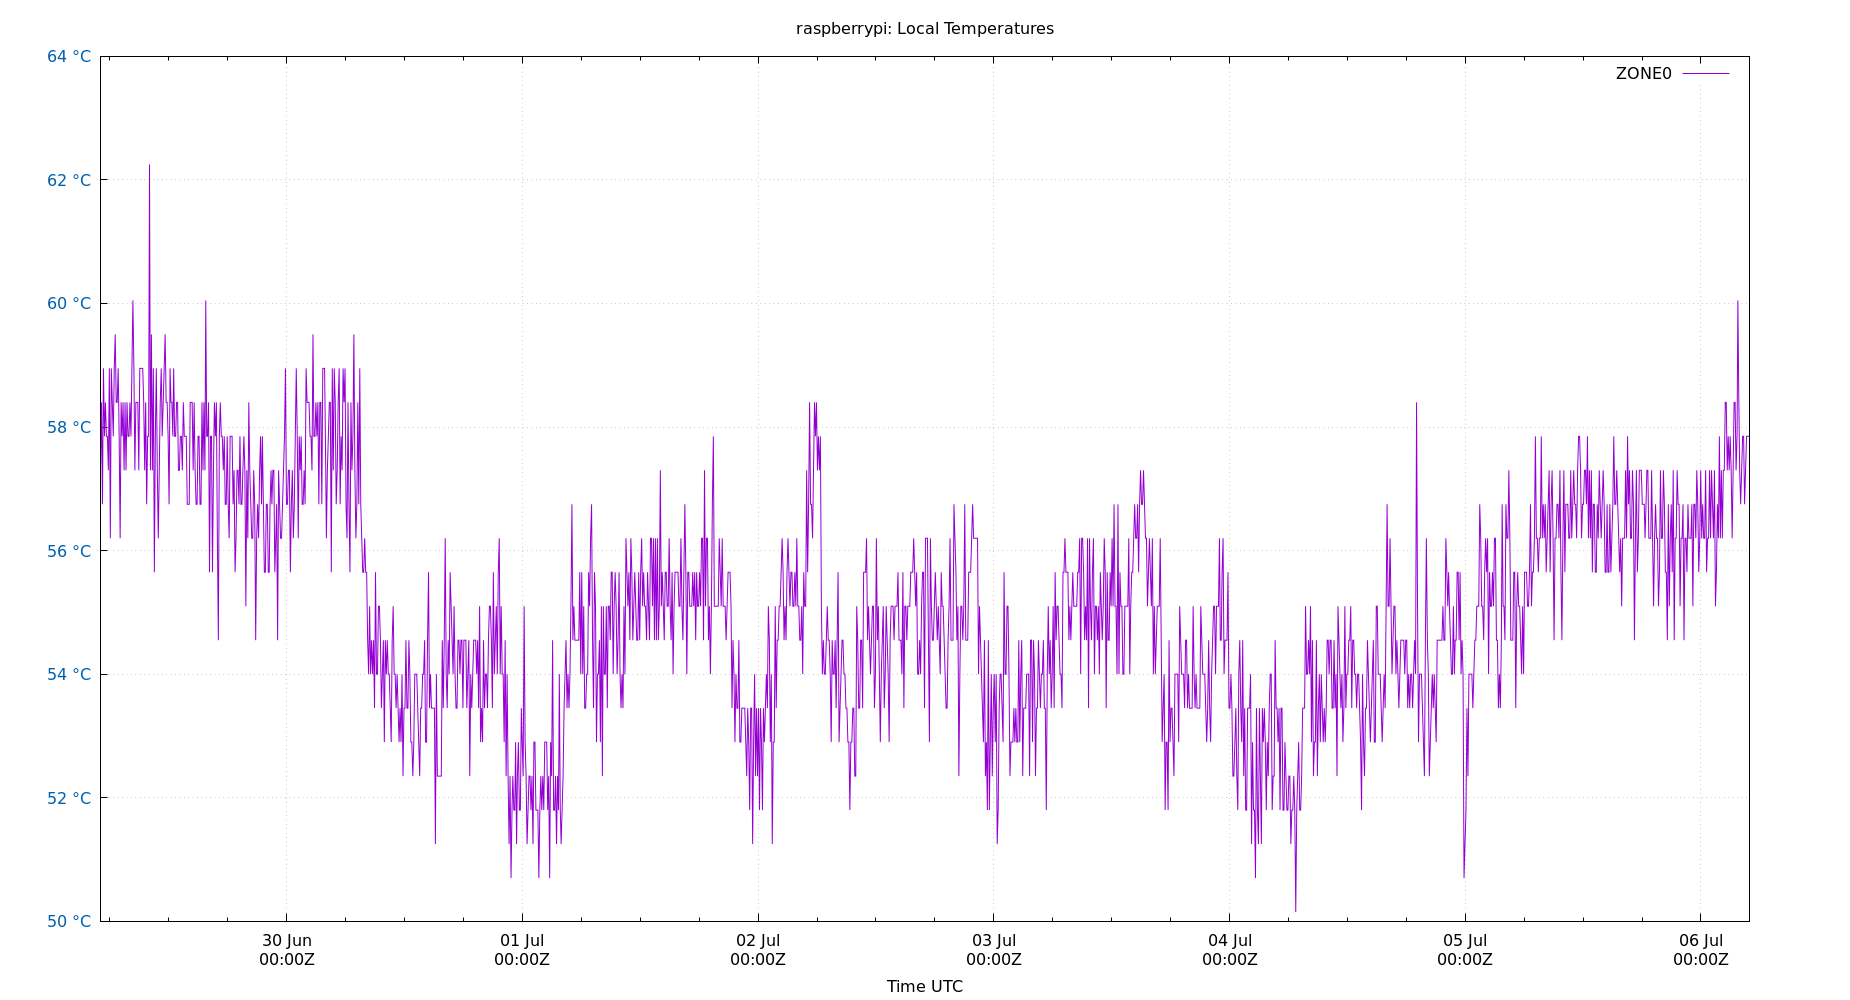 raspberrypi: Local Temperatures
64 °C
ZONE0
62 °C
60 °C
58 °C
56 °C
54 °C
52 °C
50 °C
30 Jun 01 Jul 02 Jul 03 Jul 04 Jul 05 Jul 06 Jul
00:00Z 00:00Z 00:00Z 00:00Z 00:00Z 00:00Z 00:00Z
Time UTC